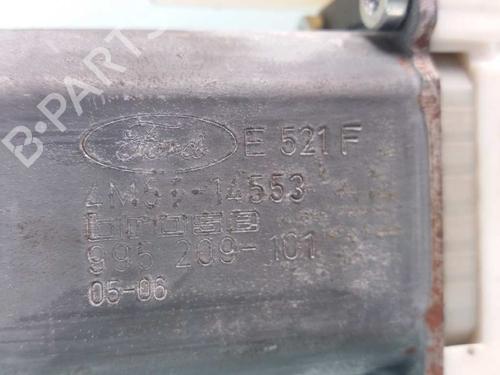 B-PARTS
Ford E 521 F
4M51-14553
brose
995 209-101
05-06